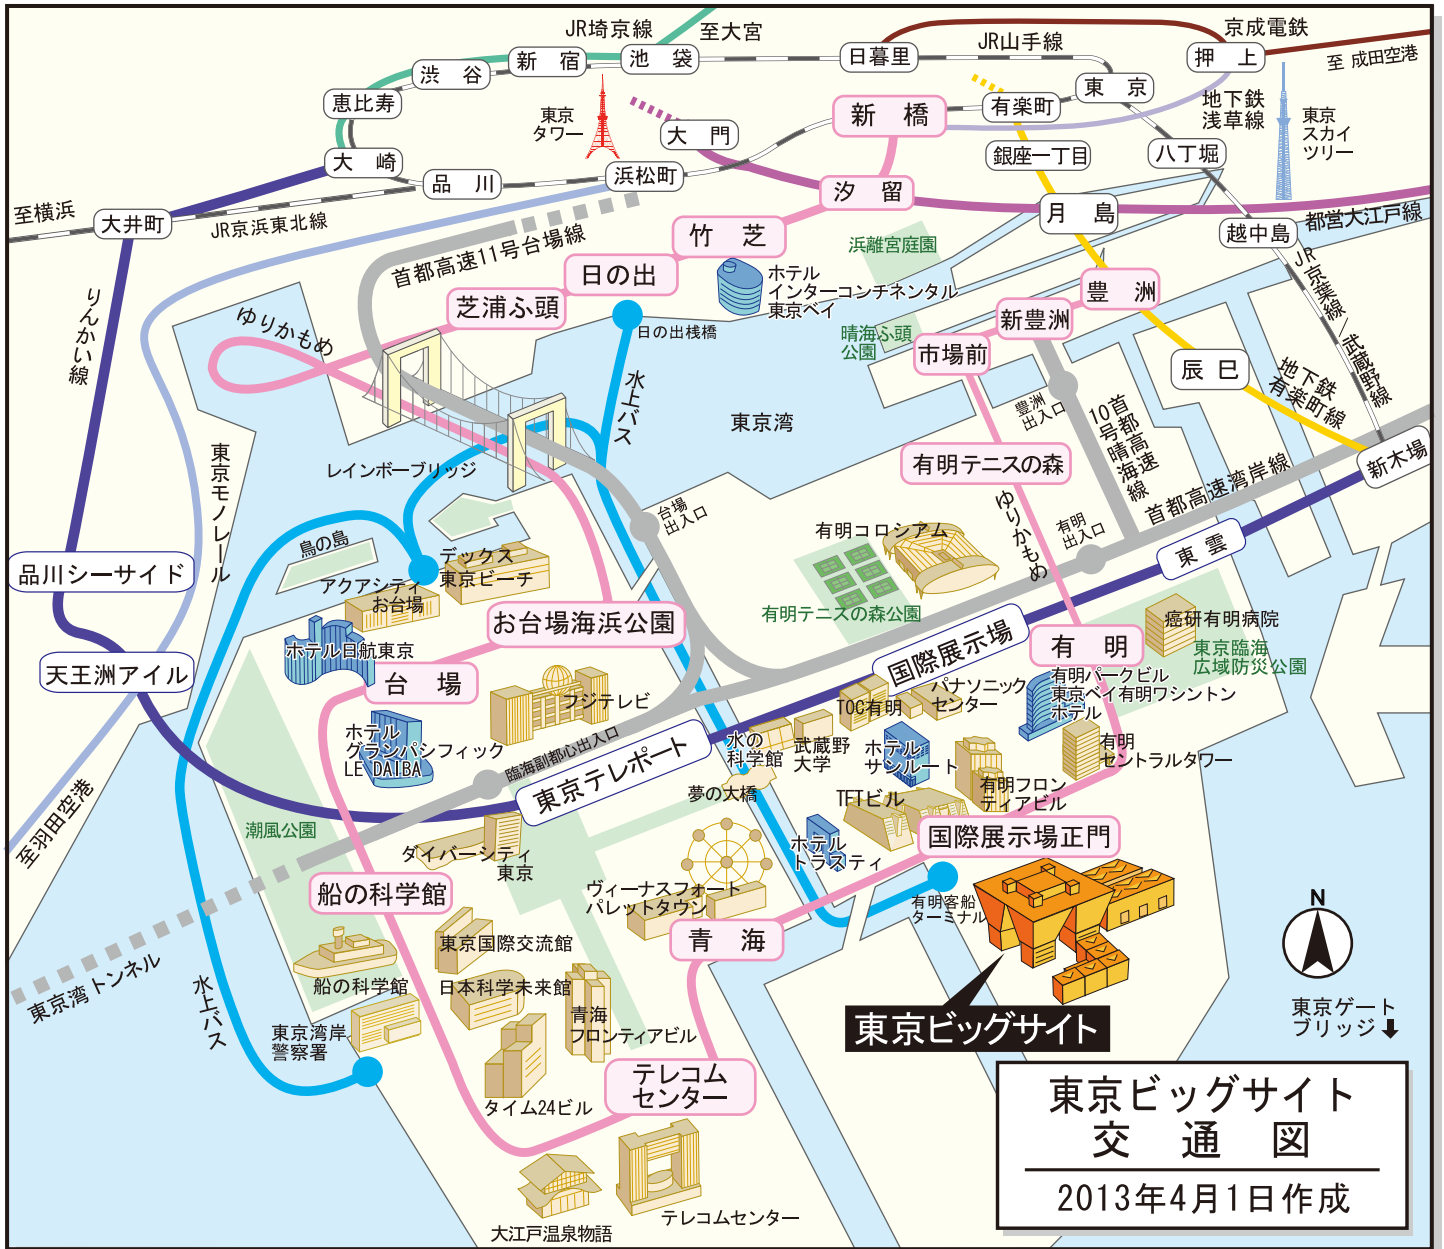 JR埼京線
至大宮
京成電鉄
JR山手線
至 成田空港
新 宿
池 袋
日暮里
押 上
渋 谷
恵比寿
東京
タワー
大 門
新 橋
有楽町
東 京
地下鉄
浅草線
東京
スカイ
ツリー
大 崎
品 川
浜松町
銀座一丁目
八丁堀
汐 留
月 島
至横浜
大井町
JR京浜東北線
都営大江戸線
越中島
竹 芝
浜離宮庭園
首都高速11号台場線
日の出
ホテル
インターコンチネンタル
東京ベイ
JR京葉線／武蔵野線
芝浦ふ頭
豊 洲
新豊洲
りんかい線
ゆりかもめ
日の出桟橋
晴海ふ頭
公園
市場前
辰 巳
地下鉄
有楽町線
水上バス
東京湾
豊洲
出入口
10号首都高速晴海線
東京モノレール
レインボーブリッジ
有明テニスの森
新木場
首都高速湾岸線
ゆりかもめ
台場
出入口
有明
出入口
有明コロシアム
鳥の島
デックス
東京ビーチ
東 雲
品川シーサイド
アクアシティ
お台場
有明テニスの森公園
お台場海浜公園
国際展示場
有 明
癌研有明病院
東京臨海
広域防災公園
ホテル日航東京
天王洲アイル
台 場
フジテレビ
TOC有明
パナソニック
センター
有明パークビル
東京ベイ有明ワシントン
ホテル
ホテル
グランパシフィック
LE DAIBA
臨海副都心出入口
東京テレポート
水の
科学館
武蔵野
大学
ホテル
サンルート
有明
セントラルタワー
夢の大橋
TFTビル
有明フロン
ティアビル
至羽田空港
潮風公園
ダイバーシティ
東京
ホテル
トラスティ
国際展示場正門
船の科学館
ヴィーナスフォート
パレットタウン
有明客船
ターミナル
青 海
東京国際交流館
東京湾トンネル
船の科学館
日本科学未来館
水上バス
東京湾岸
警察署
青海
フロンティアビル
東京ビッグサイト
N
東京ゲート
ブリッジ
テレコム
センター
タイム24ビル
テレコムセンター
大江戸温泉物語
東京ビッグサイト
交 通 図
2013年4月1日作成